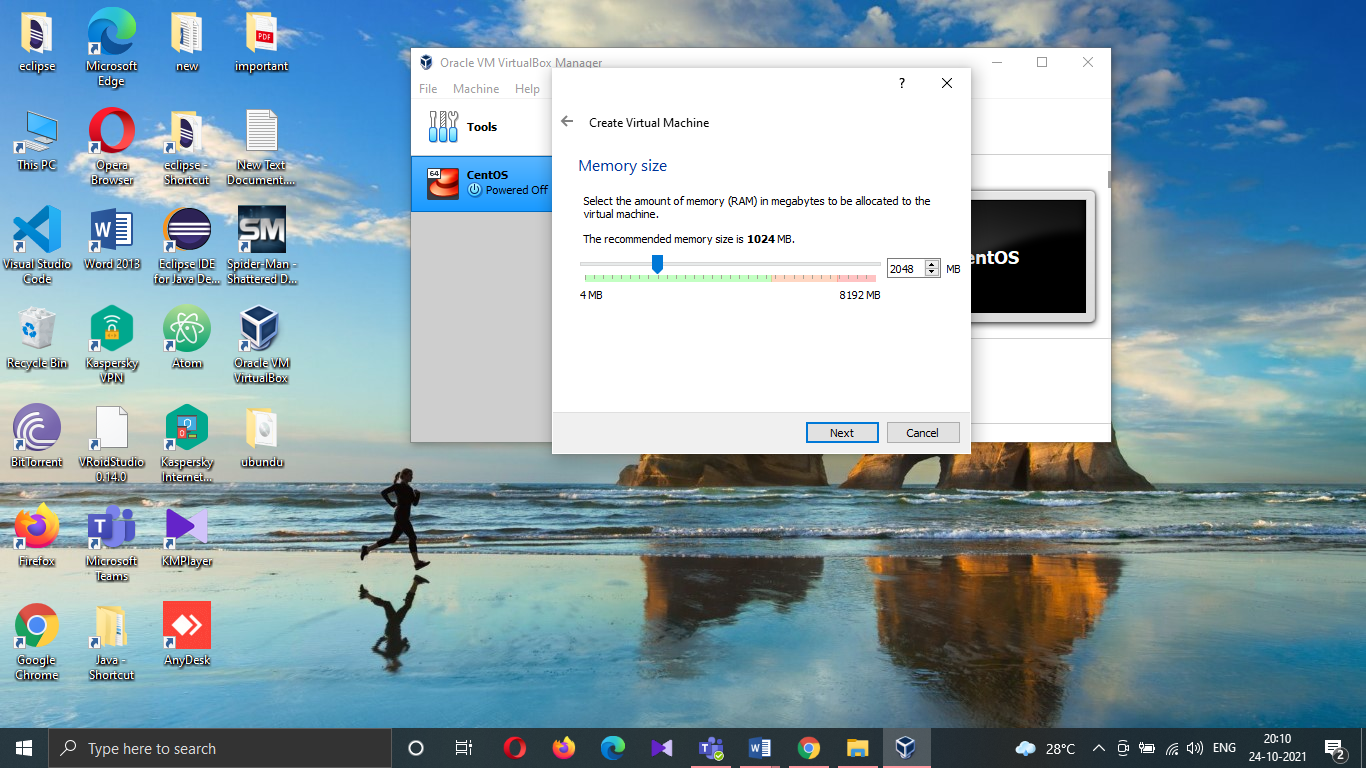 eclipse
Microsoft
Edge
new
important
This PC
Opera
Browser
eclipse -
Shortcut
New Text
Document....
Visual Studio
Code
Word 2013
Eclipse IDE
for Java De...
Spider-Man -
Shattered D...
Recycle Bin
Kaspersky
VPN
Atom
Oracle VM
VirtualBox
BitTorrent
VRoidStudio
0.14.0
Kaspersky
Internet...
ubundu
Firefox
Microsoft
Teams
KMPlayer
Google
Chrome
Java -
Shortcut
AnyDesk
PDF
SM
Oracle VM VirtualBox Manager
File Machine Help
Tools
64
CentOS
Powered Off
?
Create Virtual Machine
Memory size
Select the amount of memory (RAM) in megabytes to be allocated to the
virtual machine.
The recommended memory size is 1024 MB.
2048 MB
4 MB 8192 MB
Next Cancel
entOS
Type here to search
28°C
ENG
20:10
24-10-2021
2